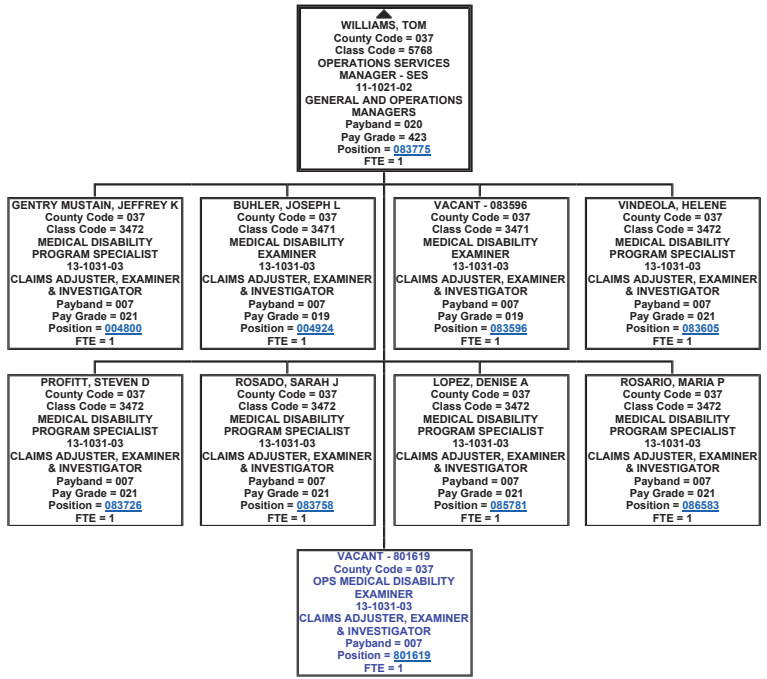 WILLIAMS, TOM
County Code = 037
Class Code = 5768
OPERATIONS SERVICES
MANAGER - SES
11-1021-02
GENERAL AND OPERATIONS
MANAGERS
Payband = 020
Pay Grade = 423
Position = 083775
FTE = 1
GENTRY MUSTAIN, JEFFREY K
County Code = 037
Class Code = 3472
MEDICAL DISABILITY
PROGRAM SPECIALIST
13-1031-03
CLAIMS ADJUSTER, EXAMINER
& INVESTIGATOR
Payband = 007
Pay Grade = 021
Position = 004800
FTE = 1
BUHLER, JOSEPH L
County Code = 037
Class Code = 3471
MEDICAL DISABILITY
EXAMINER
13-1031-03
CLAIMS ADJUSTER, EXAMINER
& INVESTIGATOR
Payband = 007
Pay Grade = 019
Position = 004924
FTE = 1
VACANT - 083596
County Code = 037
Class Code = 3471
MEDICAL DISABILITY
EXAMINER
13-1031-03
CLAIMS ADJUSTER, EXAMINER
& INVESTIGATOR
Payband = 007
Pay Grade = 019
Position = 083596
FTE = 1
VINDEOLA, HELENE
County Code = 037
Class Code = 3472
MEDICAL DISABILITY
PROGRAM SPECIALIST
13-1031-03
CLAIMS ADJUSTER, EXAMINER
& INVESTIGATOR
Payband = 007
Pay Grade = 021
Position = 083605
FTE = 1
PROFITT, STEVEN D
County Code = 037
Class Code = 3472
MEDICAL DISABILITY
PROGRAM SPECIALIST
13-1031-03
CLAIMS ADJUSTER, EXAMINER
& INVESTIGATOR
Payband = 007
Pay Grade = 021
Position = 083726
FTE = 1
ROSADO, SARAH J
County Code = 037
Class Code = 3472
MEDICAL DISABILITY
PROGRAM SPECIALIST
13-1031-03
CLAIMS ADJUSTER, EXAMINER
& INVESTIGATOR
Payband = 007
Pay Grade = 021
Position = 083758
FTE = 1
LOPEZ, DENISE A
County Code = 037
Class Code = 3472
MEDICAL DISABILITY
PROGRAM SPECIALIST
13-1031-03
CLAIMS ADJUSTER, EXAMINER
& INVESTIGATOR
Payband = 007
Pay Grade = 021
Position = 085781
FTE = 1
ROSARIO, MARIA P
County Code = 037
Class Code = 3472
MEDICAL DISABILITY
PROGRAM SPECIALIST
13-1031-03
CLAIMS ADJUSTER, EXAMINER
& INVESTIGATOR
Payband = 007
Pay Grade = 021
Position = 086583
FTE = 1
VACANT - 801619
County Code = 037
OPS MEDICAL DISABILITY
EXAMINER
13-1031-03
CLAIMS ADJUSTER, EXAMINER
& INVESTIGATOR
Payband = 007
Position = 801619
FTE = 1